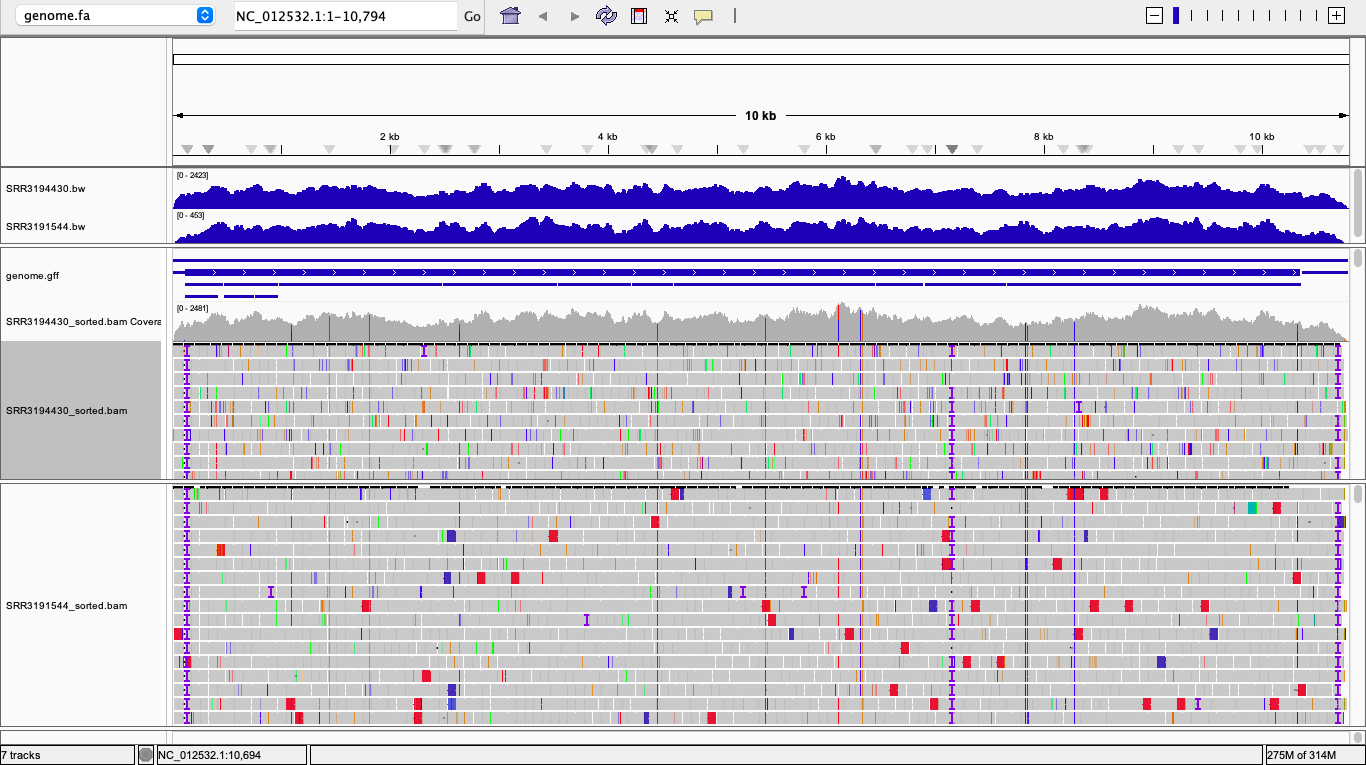 genome.fa NC_012532.1:1-10,794 Go
10 kb
2 kb 4 kb 6 kb 8 kb 10 kb
[0 - 2423]
SRR3194430.bw
[0 - 453]
SRR3191544.bw
genome.gff
[0 - 2481]
SRR3194430_sorted.bam Covera
SRR3194430_sorted.bam
SRR3191544_sorted.bam
7 tracks NC_012532.1:10,694 275M of 314M